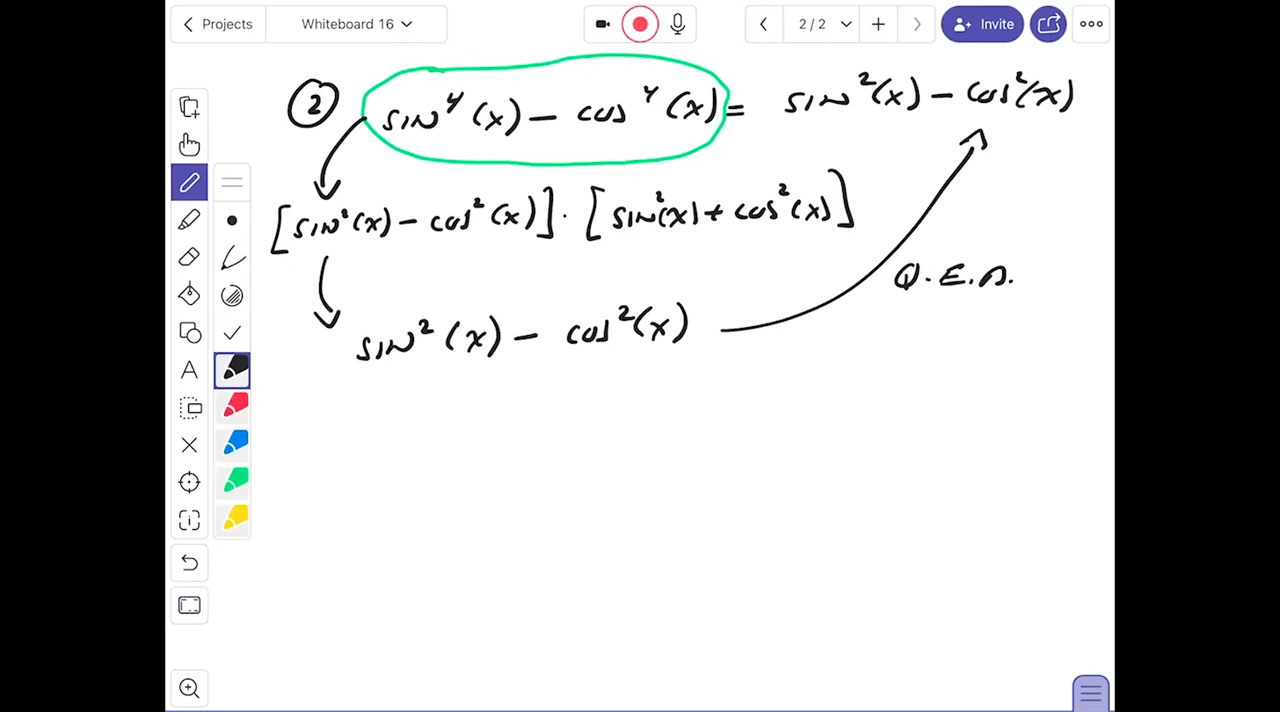 Projects
Whiteboard 16
2 / 2
Invite
② sin⁴(x) – cos⁴(x) = sin²(x) – cos²(x)
[sin²(x) – cos²(x)] · [sin²(x) + cos²(x)]
Q.E.D.
sin²(x) – cos²(x)
A